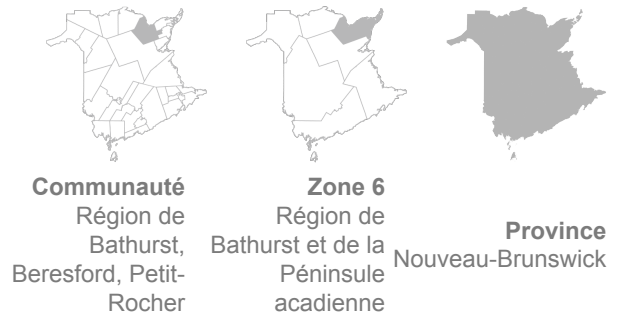 Communauté
Région de
Bathurst,
Beresford, Petit-
Rocher
Zone 6
Région de
Bathurst et de la
Péninsule
acadienne
Province
Nouveau-Brunswick